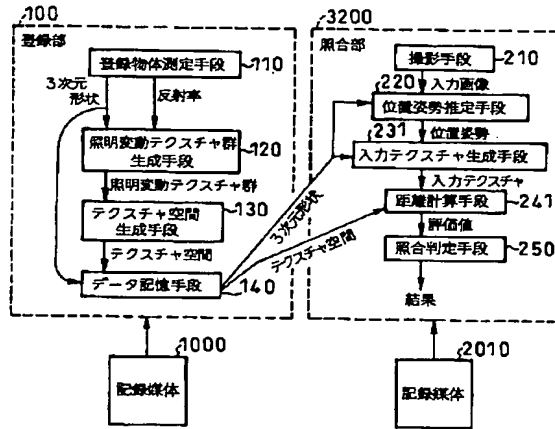 100
登録部
登録物体測定手段
110
3次元
形状
反射率
照明変動テクスチャ群
生成手段
120
照明変動テクスチャ群
テクスチャ空間
生成手段
130
テクスチャ空間
データ記憶手段
140
1000
記録媒体
3次元形状
テクスチャ空間
3200
照合部
撮影手段
210
入力画像
220
位置姿勢推定手段
231
位置姿勢
入力テクスチャ生成手段
入力テクスチャ
距離計算手段
241
評価値
照合判定手段
250
結果
2010
記録媒体